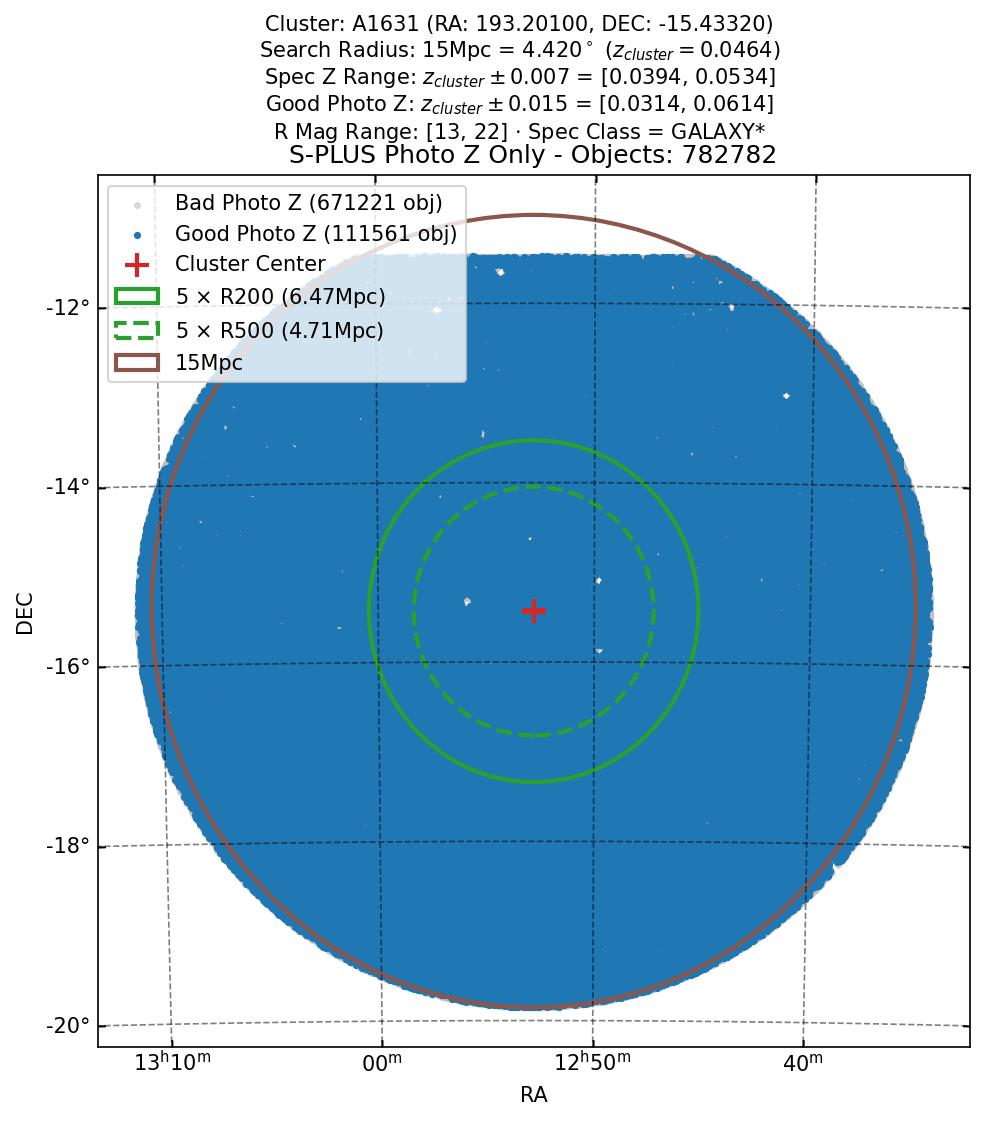 Cluster: A1631 (RA: 193.20100, DEC: -15.43320)
Search Radius: 15Mpc = 4.420° (z_cluster = 0.0464)
Spec Z Range: z_cluster ± 0.007 = [0.0394, 0.0534]
Good Photo Z: z_cluster ± 0.015 = [0.0314, 0.0614]
R Mag Range: [13, 22] · Spec Class = GALAXY*
S-PLUS Photo Z Only - Objects: 782782
Bad Photo Z (671221 obj)
Good Photo Z (111561 obj)
Cluster Center
5 × R200 (6.47Mpc)
5 × R500 (4.71Mpc)
15Mpc
-12°
-14°
-16°
-18°
-20°
DEC
13h10m
00m
12h50m
40m
RA